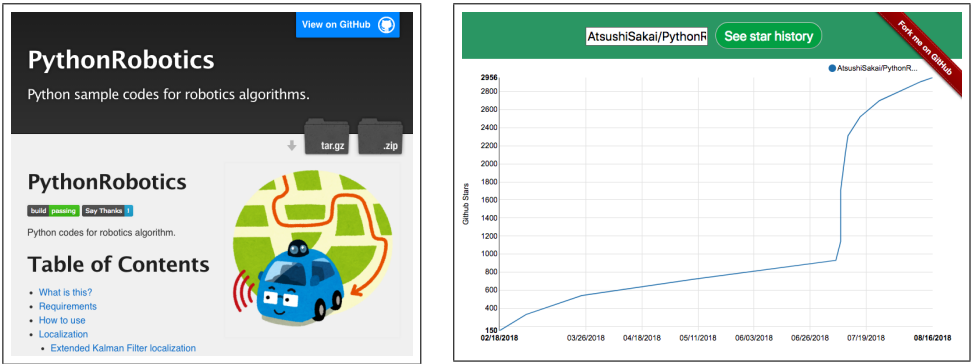 View on GitHub
PythonRobotics
Python sample codes for robotics algorithms.
tar.gz
.zip
PythonRobotics
build passing Say Thanks !
Python codes for robotics algorithm.
Table of Contents
• What is this?
• Requirements
• How to use
• Localization
• Extended Kalman Filter localization
AtsushiSakai/PythonR
See star history
Fork me on GitHub
AtsushiSakai/PythonR...
Github Stars
2956
2800
2400
2200
2000
1800
1600
1400
1200
1000
800
600
400
150
02/18/2018 03/26/2018 04/18/2018 05/11/2018 06/03/2018 06/26/2018 07/19/2018 08/16/2018